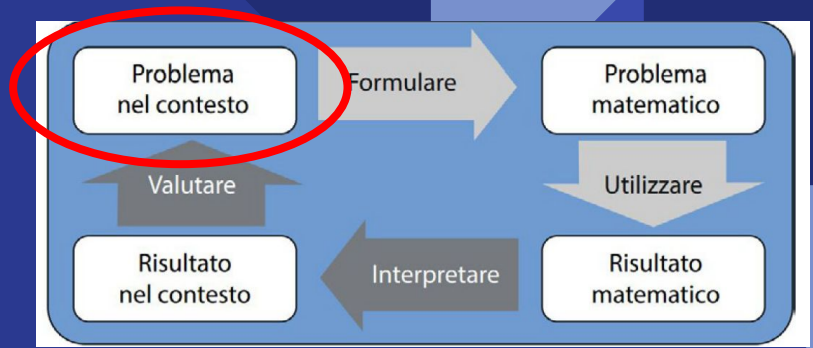 Problema
nel contesto
Formulare
Problema
matematico
Valutare
Utilizzare
Risultato
nel contesto
Interpretare
Risultato
matematico